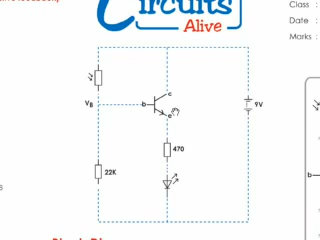 Circuits
Alive
Class :
Date :
Marks :
c
VB
b
e
9V
470
22K
b